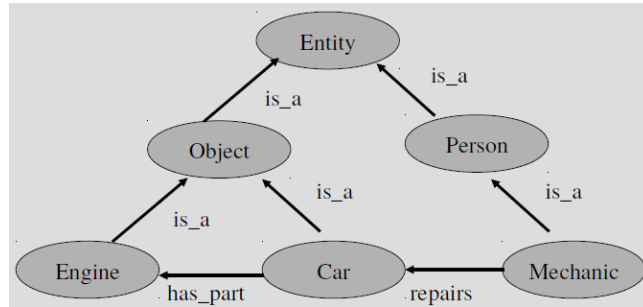 Entity
is_a
is_a
Object
Person
is_a
is_a
is_a
Engine
Car
Mechanic
has_part
repairs